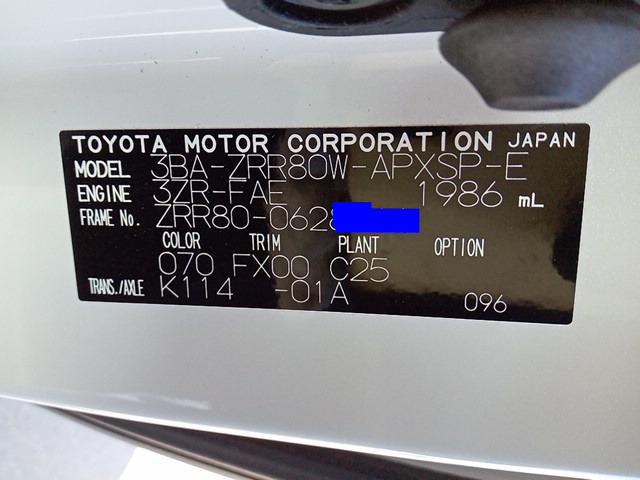 TOYOTA MOTOR CORPORATION JAPAN
MODEL 3BA-ZRR80W-APXSP-E
ENGINE 3ZR-FAE 1986 mL
FRAME No. ZRR80-0628
COLOR TRIM PLANT OPTION
070 FX00 C25
TRANS./AXLE K114 -01A
096